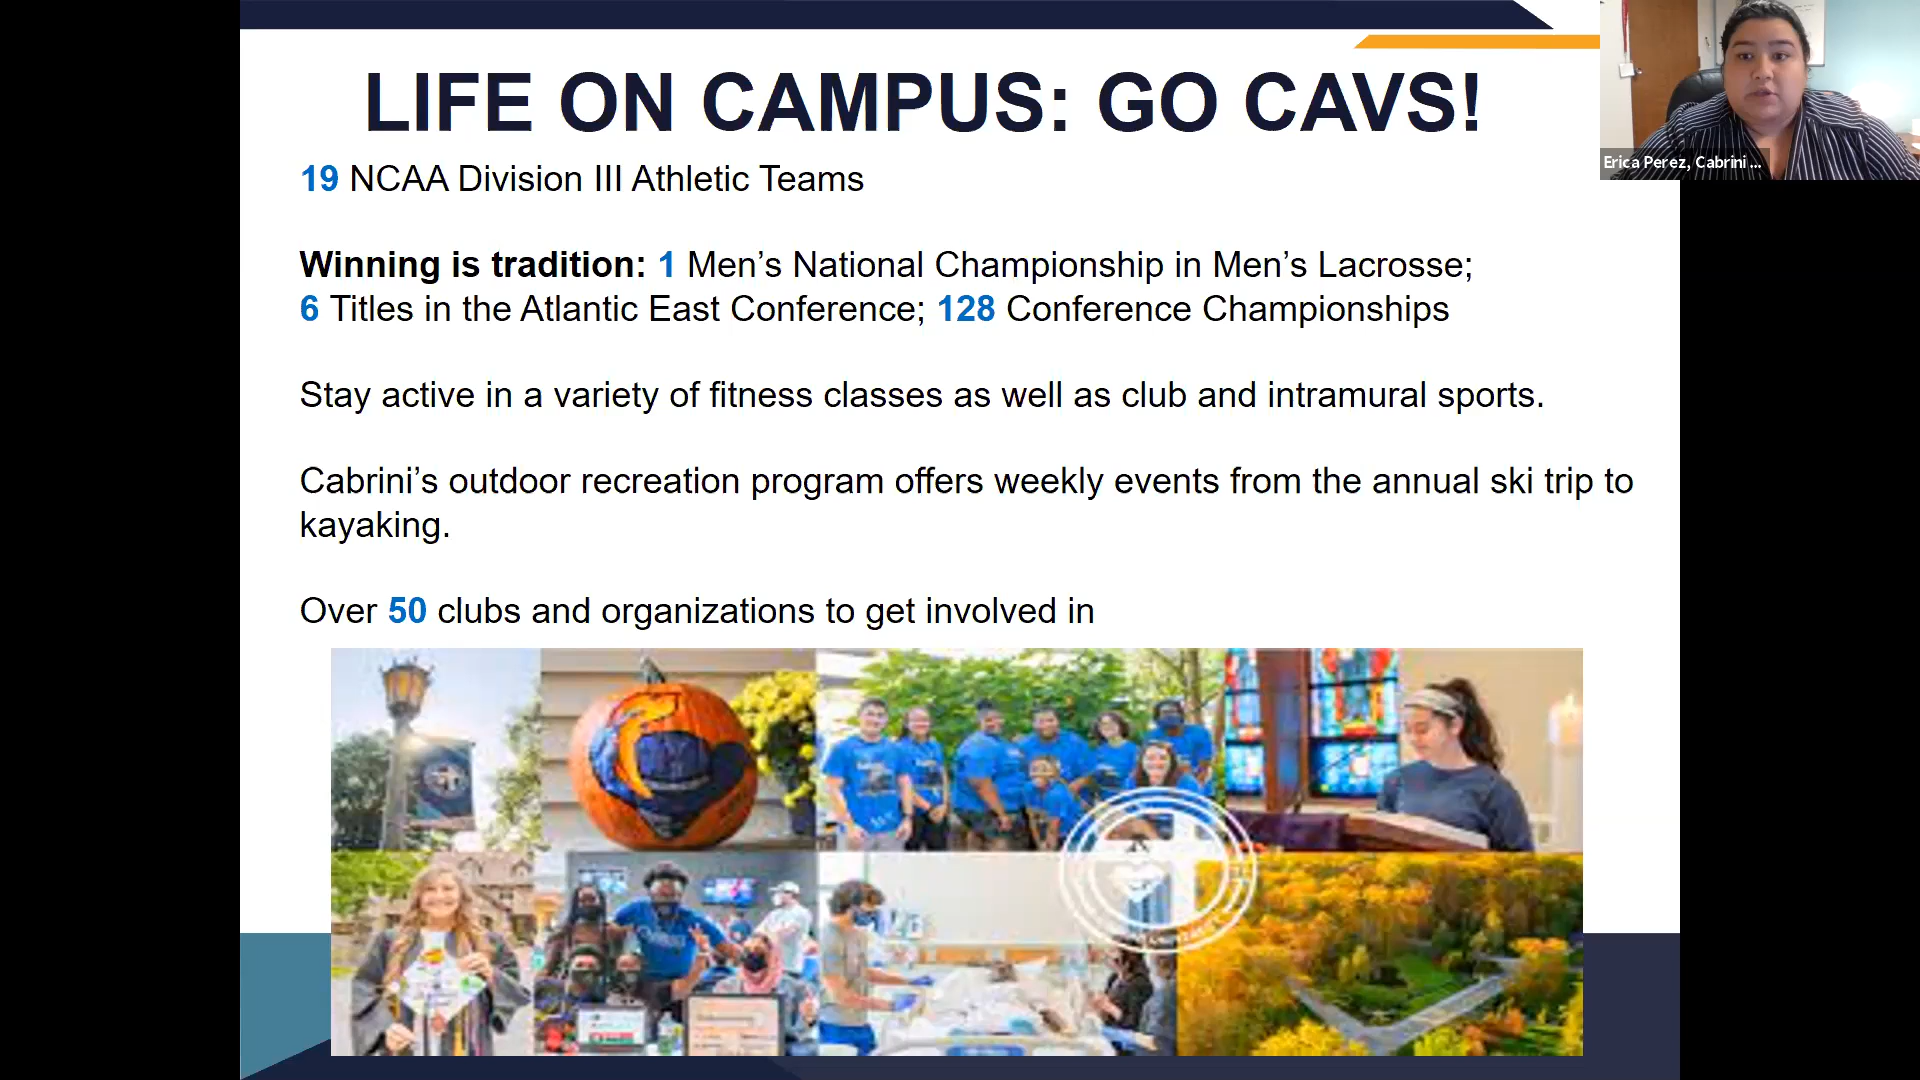 LIFE ON CAMPUS: GO CAVS!
19 NCAA Division III Athletic Teams
Winning is tradition: 1 Men’s National Championship in Men’s Lacrosse;
6 Titles in the Atlantic East Conference; 128 Conference Championships
Stay active in a variety of fitness classes as well as club and intramural sports.
Cabrini’s outdoor recreation program offers weekly events from the annual ski trip to
kayaking.
Over 50 clubs and organizations to get involved in
Erica Perez, Cabrini ...